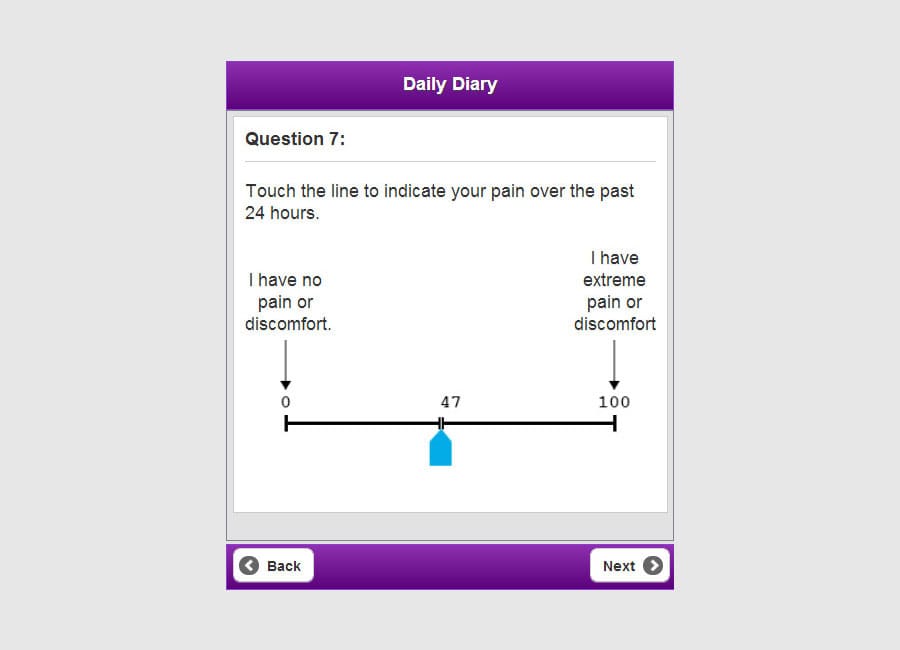 Daily Diary
Question 7:
Touch the line to indicate your pain over the past
24 hours.
I have no
pain or
discomfort.
I have
extreme
pain or
discomfort
0
47
100
Back
Next